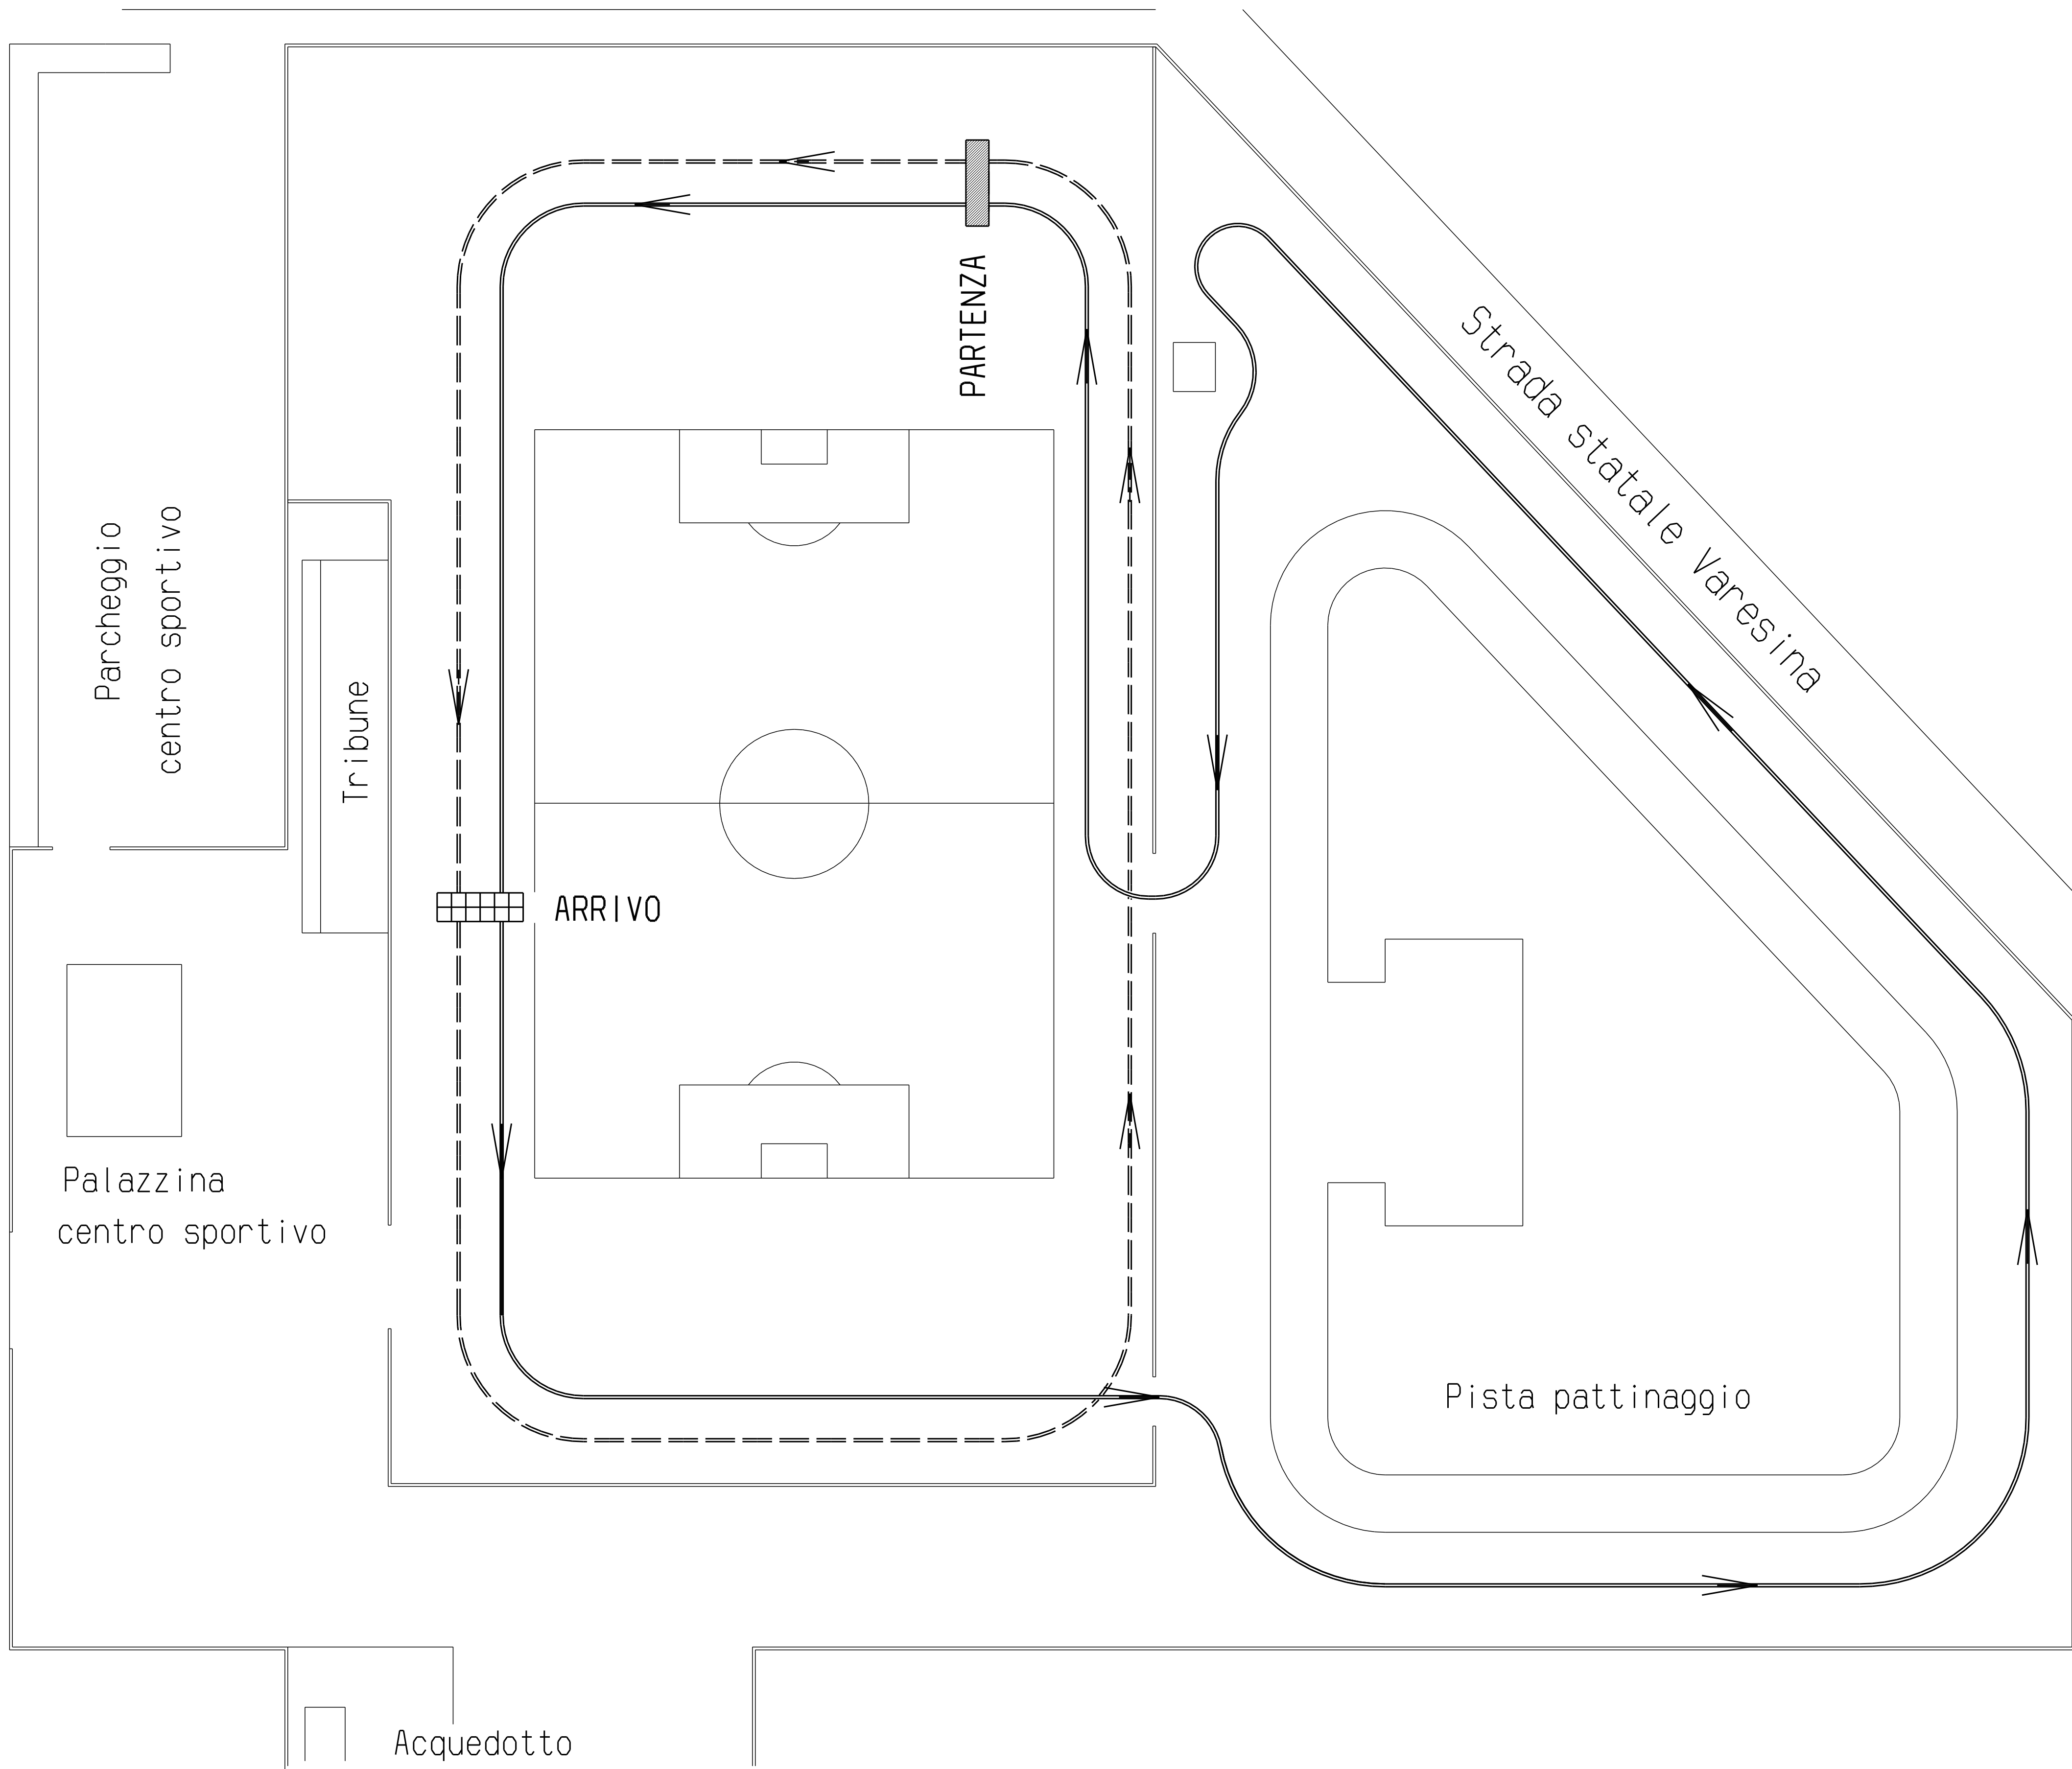 PARTENZA
Strada statale Varesina
Parcheggio
centro sportivo
Tribune
ARRIVO
Palazzina
centro sportivo
Pista pattinaggio
Acquedotto